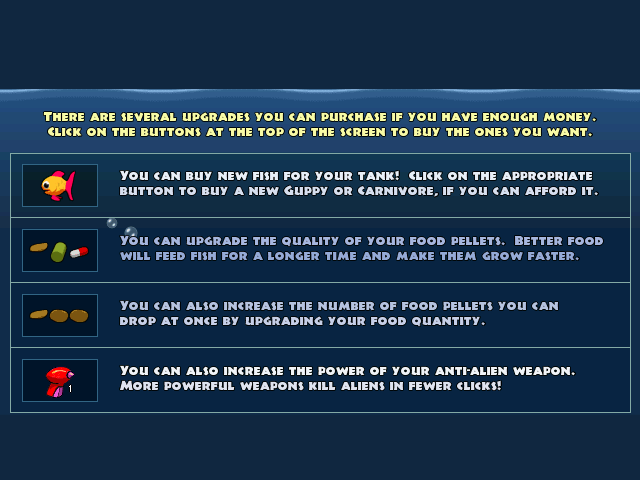 There are several upgrades you can purchase if you have enough money.
Click on the buttons at the top of the screen to buy the ones you want.
You can buy new fish for your tank! Click on the appropriate
button to buy a new Guppy or Carnivore, if you can afford it.
You can upgrade the quality of your food pellets. Better food
will feed fish for a longer time and make them grow faster.
You can also increase the number of food pellets you can
drop at once by upgrading your food quantity.
You can also increase the power of your anti-alien weapon.
More powerful weapons kill aliens in fewer clicks!
1